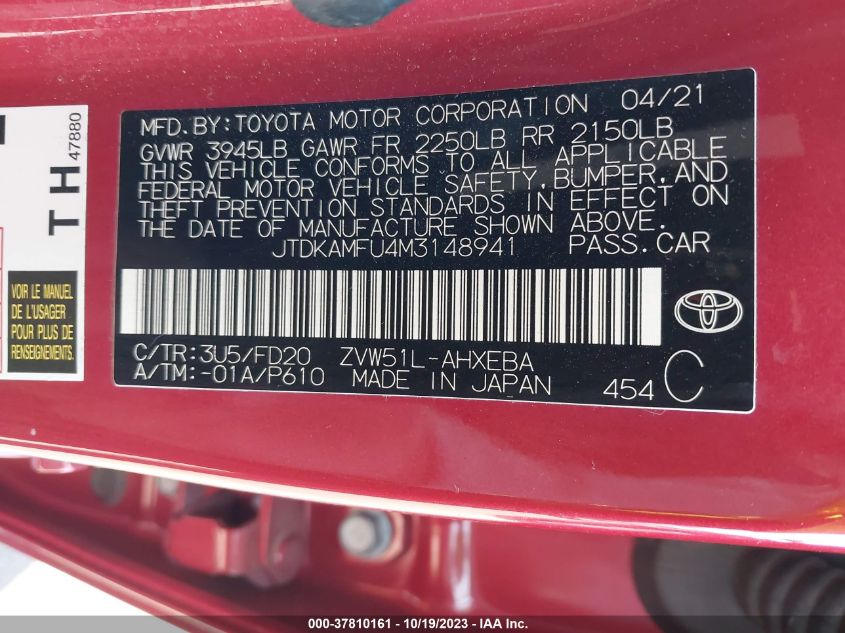 MFD.BY:TOYOTA MOTOR CORPORATION 04/21
GVWR 3945LB GAWR FR 2250LB RR 2150LB
THIS VEHICLE CONFORMS TO ALL APPLICABLE
FEDERAL MOTOR VEHICLE SAFETY,BUMPER,AND
THEFT PREVENTION STANDARDS IN EFFECT ON
THE DATE OF MANUFACTURE SHOWN ABOVE.
JTDKAMFU4M3148941 PASS.CAR
C/TR:3U5/FD20 ZVW51L-AHXEBA
A/TM:-01A/P610 MADE IN JAPAN
454 C
TH
47880
VOIR LE MANUEL
DE L'USAGER
POUR PLUS DE
RENSEIGNEMENTS
000-37810161 - 10/19/2023 - © IAA Inc.